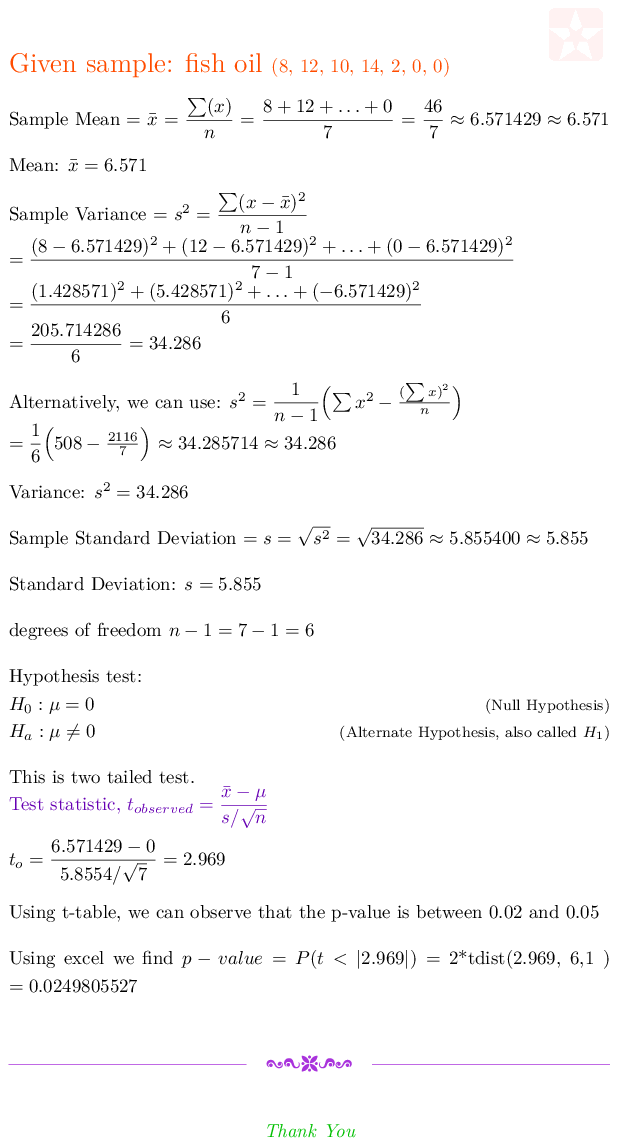 Given sample: fish oil (8, 12, 10, 14, 2, 0, 0)
Sample Mean = x̄ = ∑(x)/n = (8 + 12 + . . . + 0)/7 = 46/7 ≈ 6.571429 ≈ 6.571
Mean: x̄ = 6.571
Sample Variance = s² = ∑(x − x̄)²/(n − 1)
= ((8 − 6.571429)² + (12 − 6.571429)² + . . . + (0 − 6.571429)²)/(7 − 1)
= ((1.428571)² + (5.428571)² + . . . + (−6.571429)²)/6
= 205.714286/6 = 34.286
Alternatively, we can use: s² = 1/(n − 1) (∑ x² − (∑ x)²/n)
= 1/6 (508 − 2116/7) ≈ 34.285714 ≈ 34.286
Variance: s² = 34.286
Sample Standard Deviation = s = √s² = √34.286 ≈ 5.855400 ≈ 5.855
Standard Deviation: s = 5.855
degrees of freedom n − 1 = 7 − 1 = 6
Hypothesis test:
H₀ : μ = 0 (Null Hypothesis)
Hₐ : μ ≠ 0 (Alternate Hypothesis, also called H₁)
This is two tailed test.
Test statistic, t_observed = (x̄ − μ)/(s/√n)
tₒ = (6.571429 − 0)/(5.8554/√7) = 2.969
Using t-table, we can observe that the p-value is between 0.02 and 0.05
Using excel we find p − value = P(t < |2.969|) = 2*tdist(2.969, 6,1 )
= 0.0249805527
Thank You